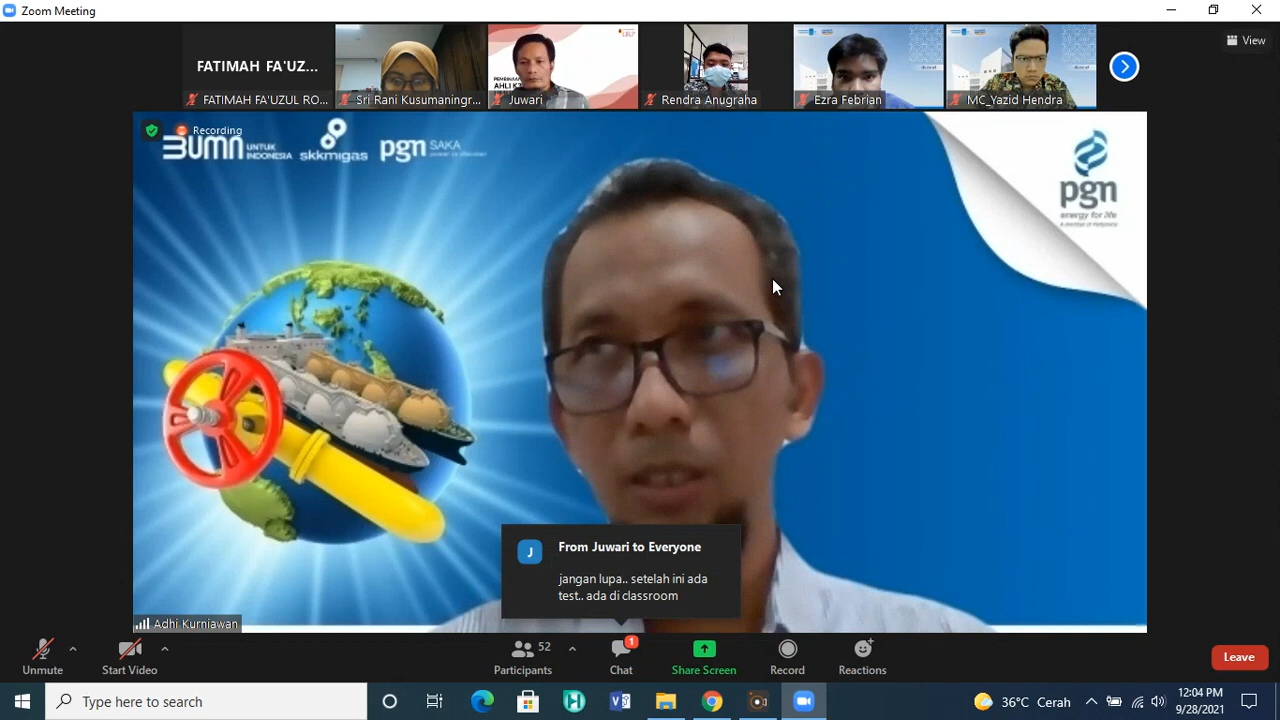 Zoom Meeting
View
FATIMAH FA'UZ...
FATIMAH FA'UZUL RO...
Sri Rani Kusumaningr...
Juwari
Rendra Anugraha
Ezra Febrian
MC_Yazid Hendra
Recording
BUMN UNTUK INDONESIA
skkmigas
pgn SAKA
pgn
energy for life
From Juwari to Everyone
J
jangan lupa.. setelah ini ada
test.. ada di classroom
Adhi Kurniawan
Unmute
Start Video
52
Participants
1
Chat
Share Screen
Record
Reactions
Leave
Type here to search
36°C Cerah
12:04 PM
9/28/2021